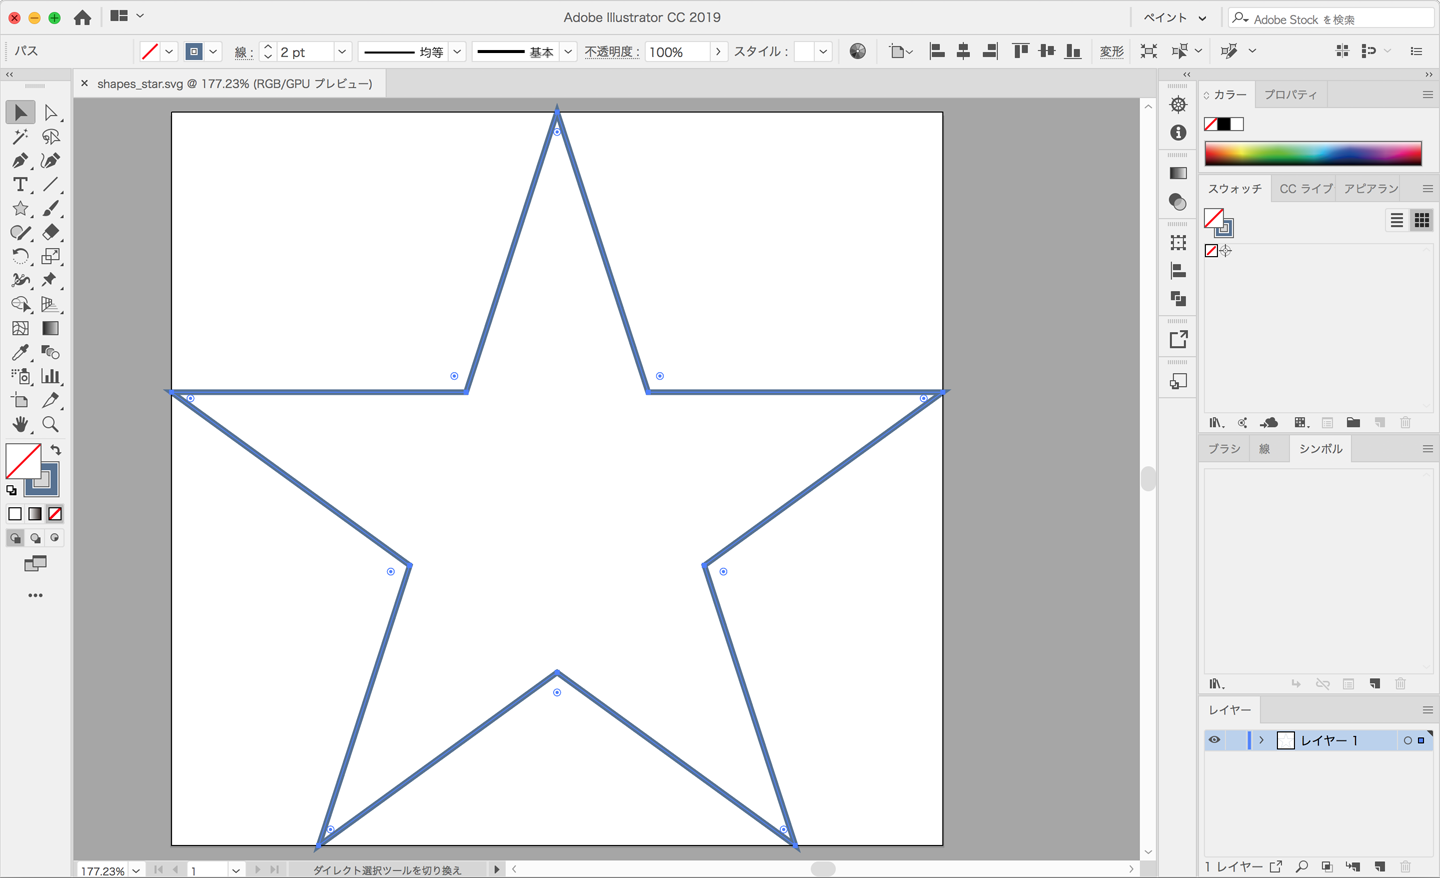 Adobe Illustrator CC 2019
ペイント
Adobe Stock を検索
パス
線 :
2 pt
均等
基本
不透明度 :
100%
スタイル :
変形
× shapes_star.svg @ 177.23% (RGB/GPU プレビュー)
カラー
プロパティ
スウォッチ
CC ライブ
アピアラン
ブラシ
線
シンボル
レイヤー
レイヤー 1
1 レイヤー
177.23%
1
ダイレクト選択ツールを切り換え